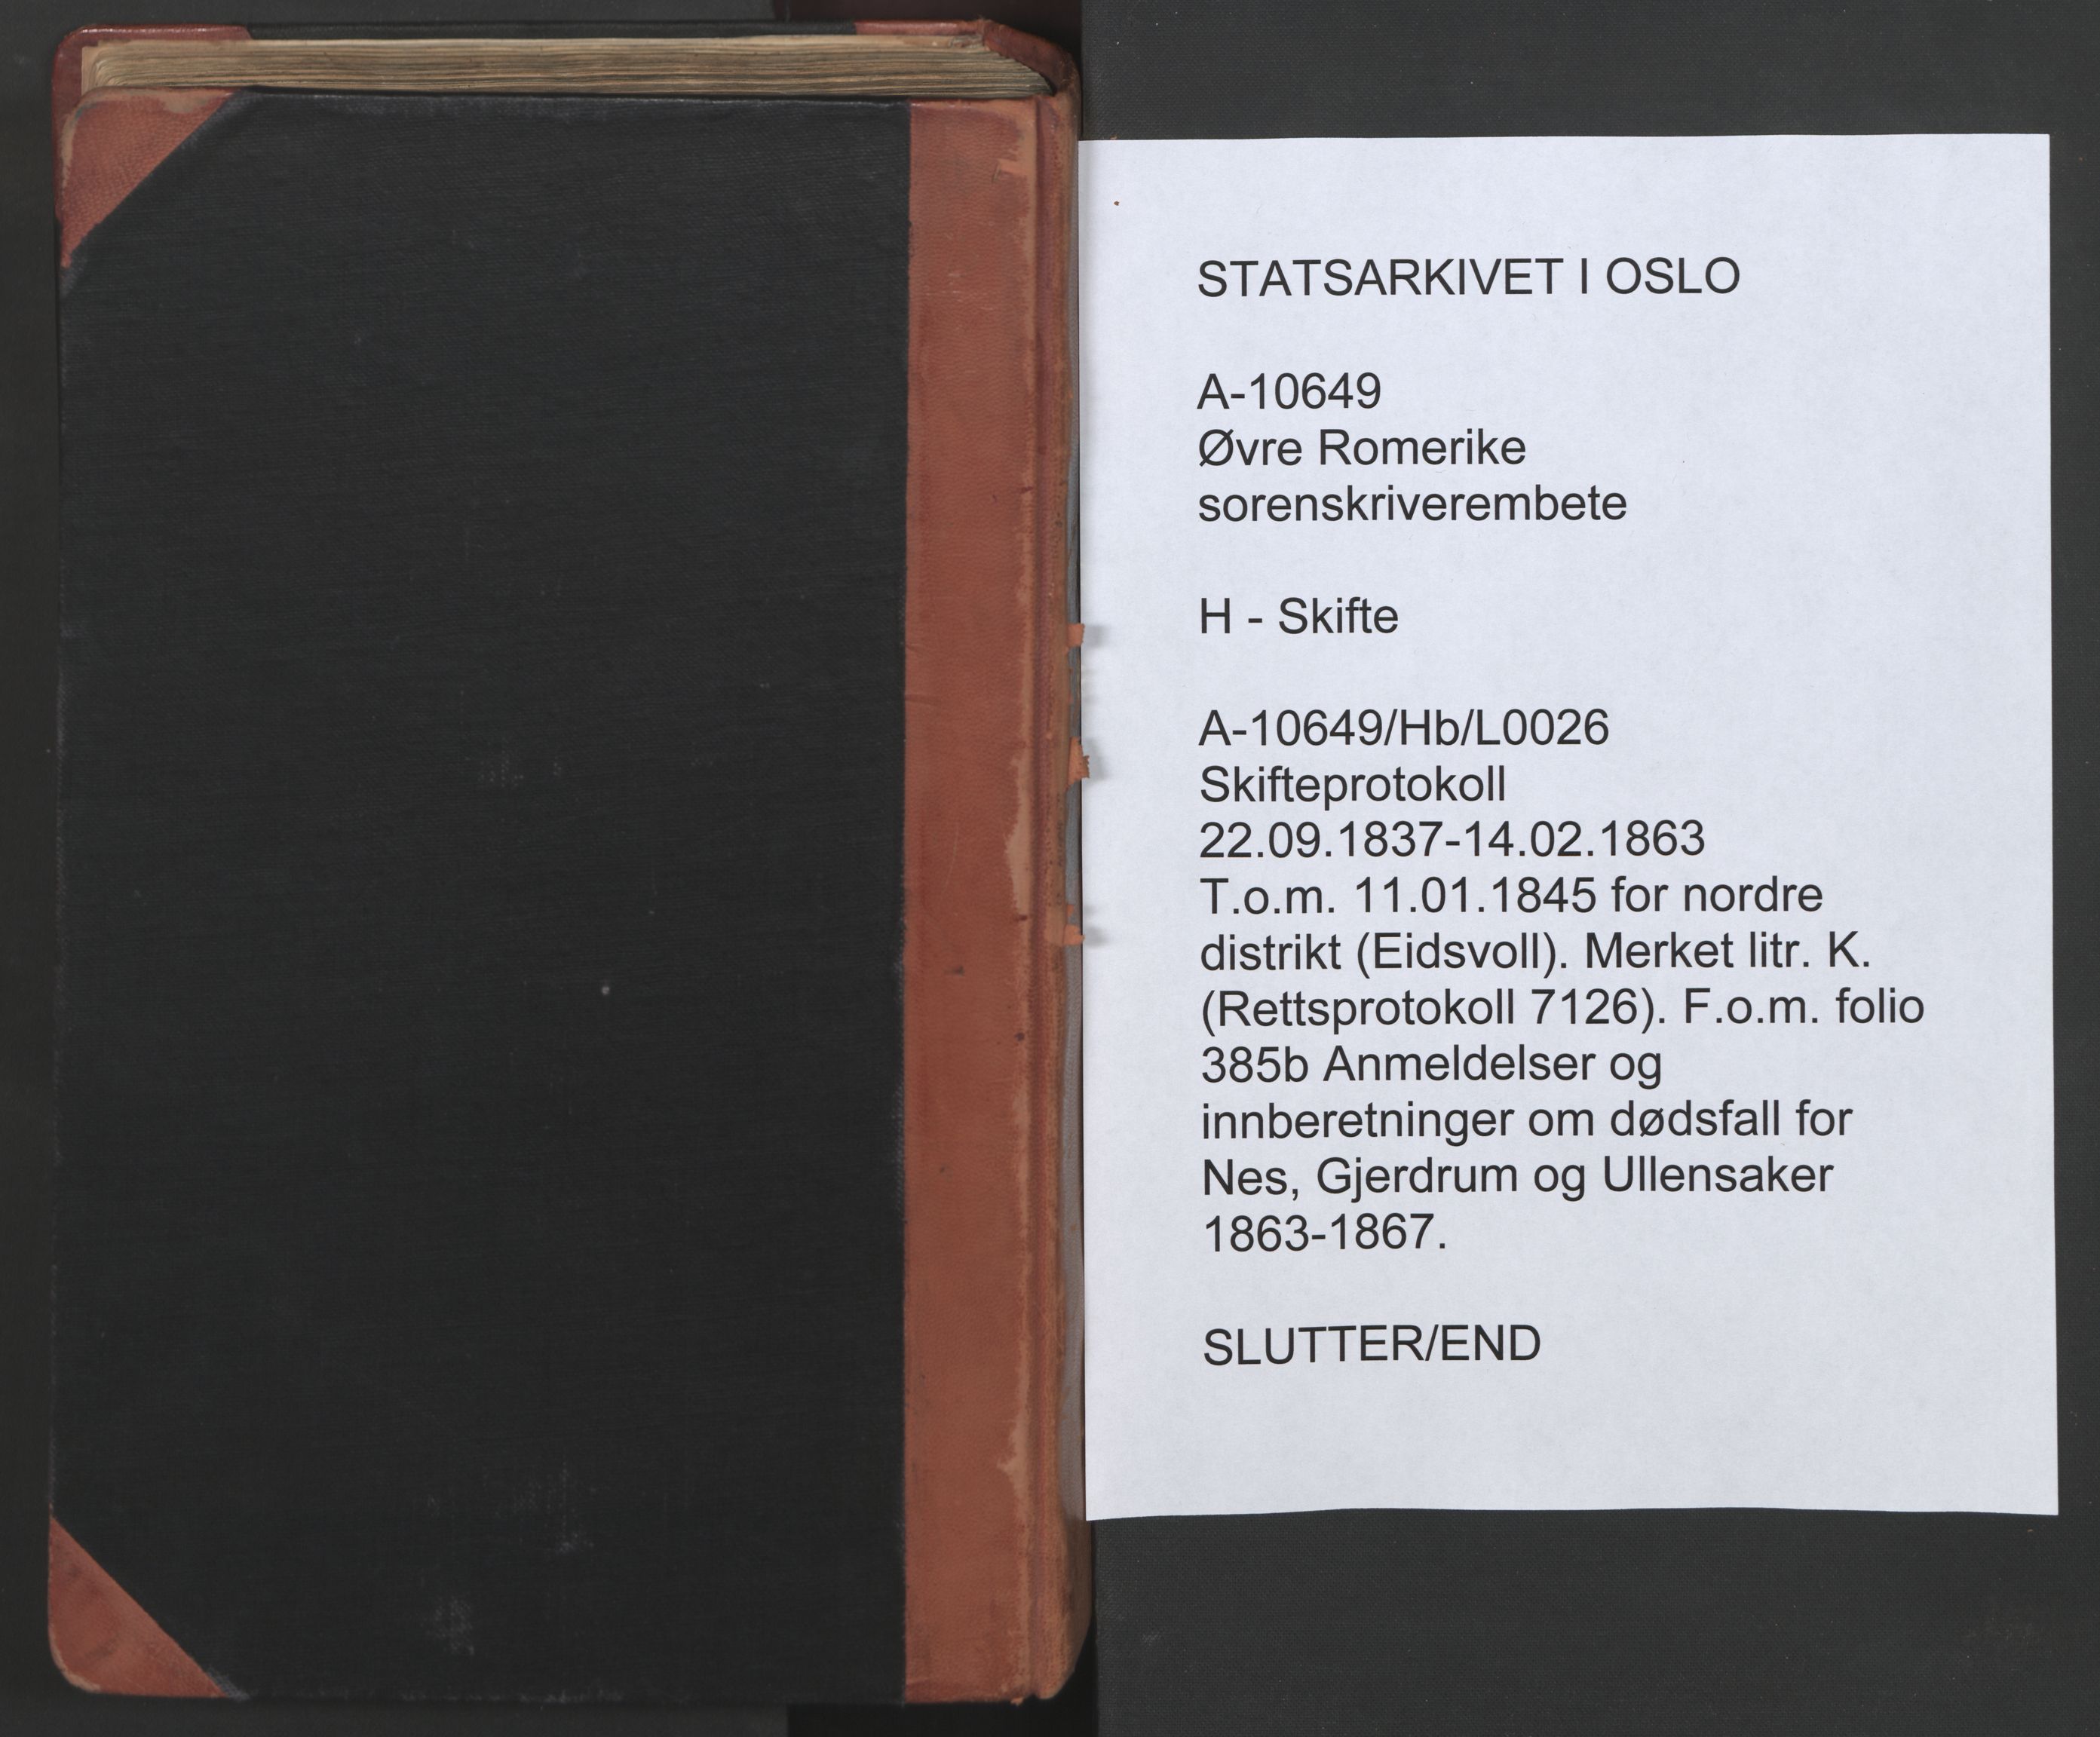 STATSARKIVET I OSLO
A-10649
Øvre Romerike
sorenskriverembete
H - Skifte
A-10649/Hb/L0026
Skifteprotokoll
22.09.1837-14.02.1863
T.o.m. 11.01.1845 for nordre
distrikt (Eidsvoll). Merket litr. K.
(Rettsprotokoll 7126). F.o.m. folio
385b Anmeldelser og
innberetninger om dødsfall for
Nes, Gjerdrum og Ullensaker
1863-1867.
SLUTTER/END